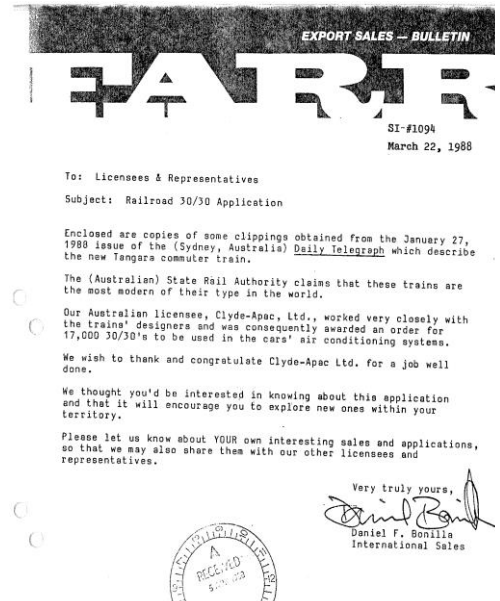 EXPORT SALES — BULLETIN
FARR
SI-#1094
March 22, 1988
To: Licensees & Representatives
Subject: Railroad 30/30 Application
Enclosed are copies of some clippings obtained from the January 27,
1988 issue of the (Sydney, Australia) Daily Telegraph which describe
the new Tangara commuter train.
The (Australian) State Rail Authority claims that these trains are
the most modern of their type in the world.
Our Australian licensee, Clyde-Apac, Ltd., worked very closely with
the trains' designers and was consequently awarded an order for
17,000 30/30's to be used in the cars' air conditioning systems.
We wish to thank and congratulate Clyde-Apac Ltd. for a job well
done.
We thought you'd be interested in knowing about this application
and that it will encourage you to explore new ones within your
territory.
Please let us know about YOUR own interesting sales and applications,
so that we may also share them with our other licensees and
representatives.
Very truly yours,
Daniel F. Bonilla
International Sales
A
RECEIVED